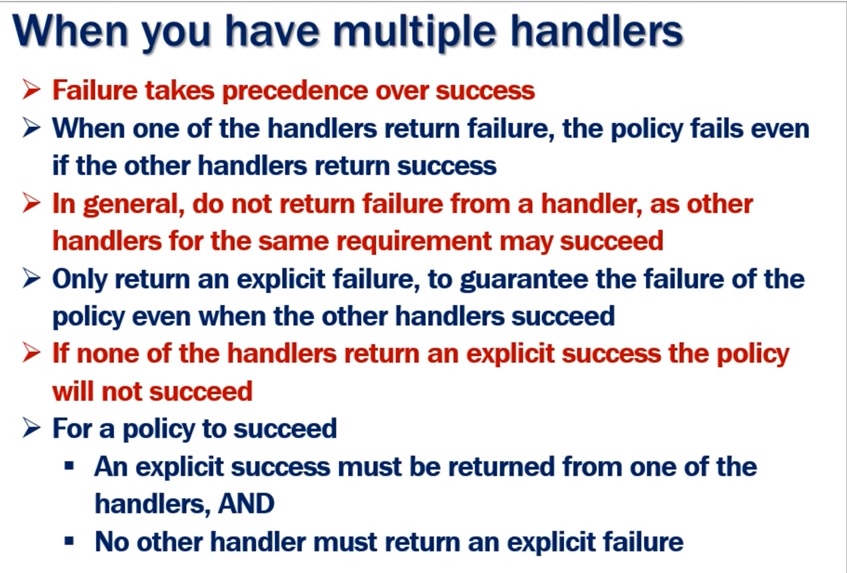 When you have multiple handlers
➢ Failure takes precedence over success
➢ When one of the handlers return failure, the policy fails even
if the other handlers return success
➢ In general, do not return failure from a handler, as other
handlers for the same requirement may succeed
➢ Only return an explicit failure, to guarantee the failure of the
policy even when the other handlers succeed
➢ If none of the handlers return an explicit success the policy
will not succeed
➢ For a policy to succeed
▪ An explicit success must be returned from one of the
handlers, AND
▪ No other handler must return an explicit failure